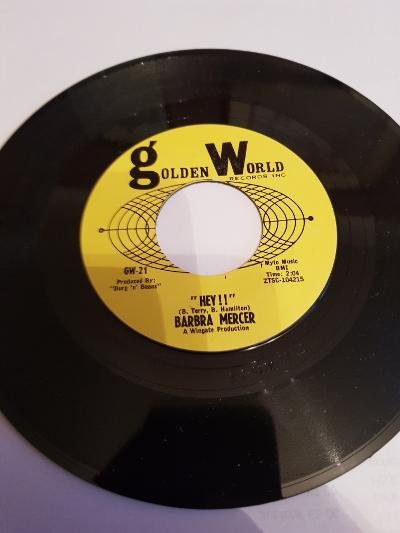 golden World
RECORDS INC
GW-21
Produced By:
"Burg 'n' Beans"
Myto Music
BMI
Time: 2:04
ZTSC-104215
"HEY!!"
(B. Terry, B. Hamilton)
BARBRA MERCER
A Wingate Production